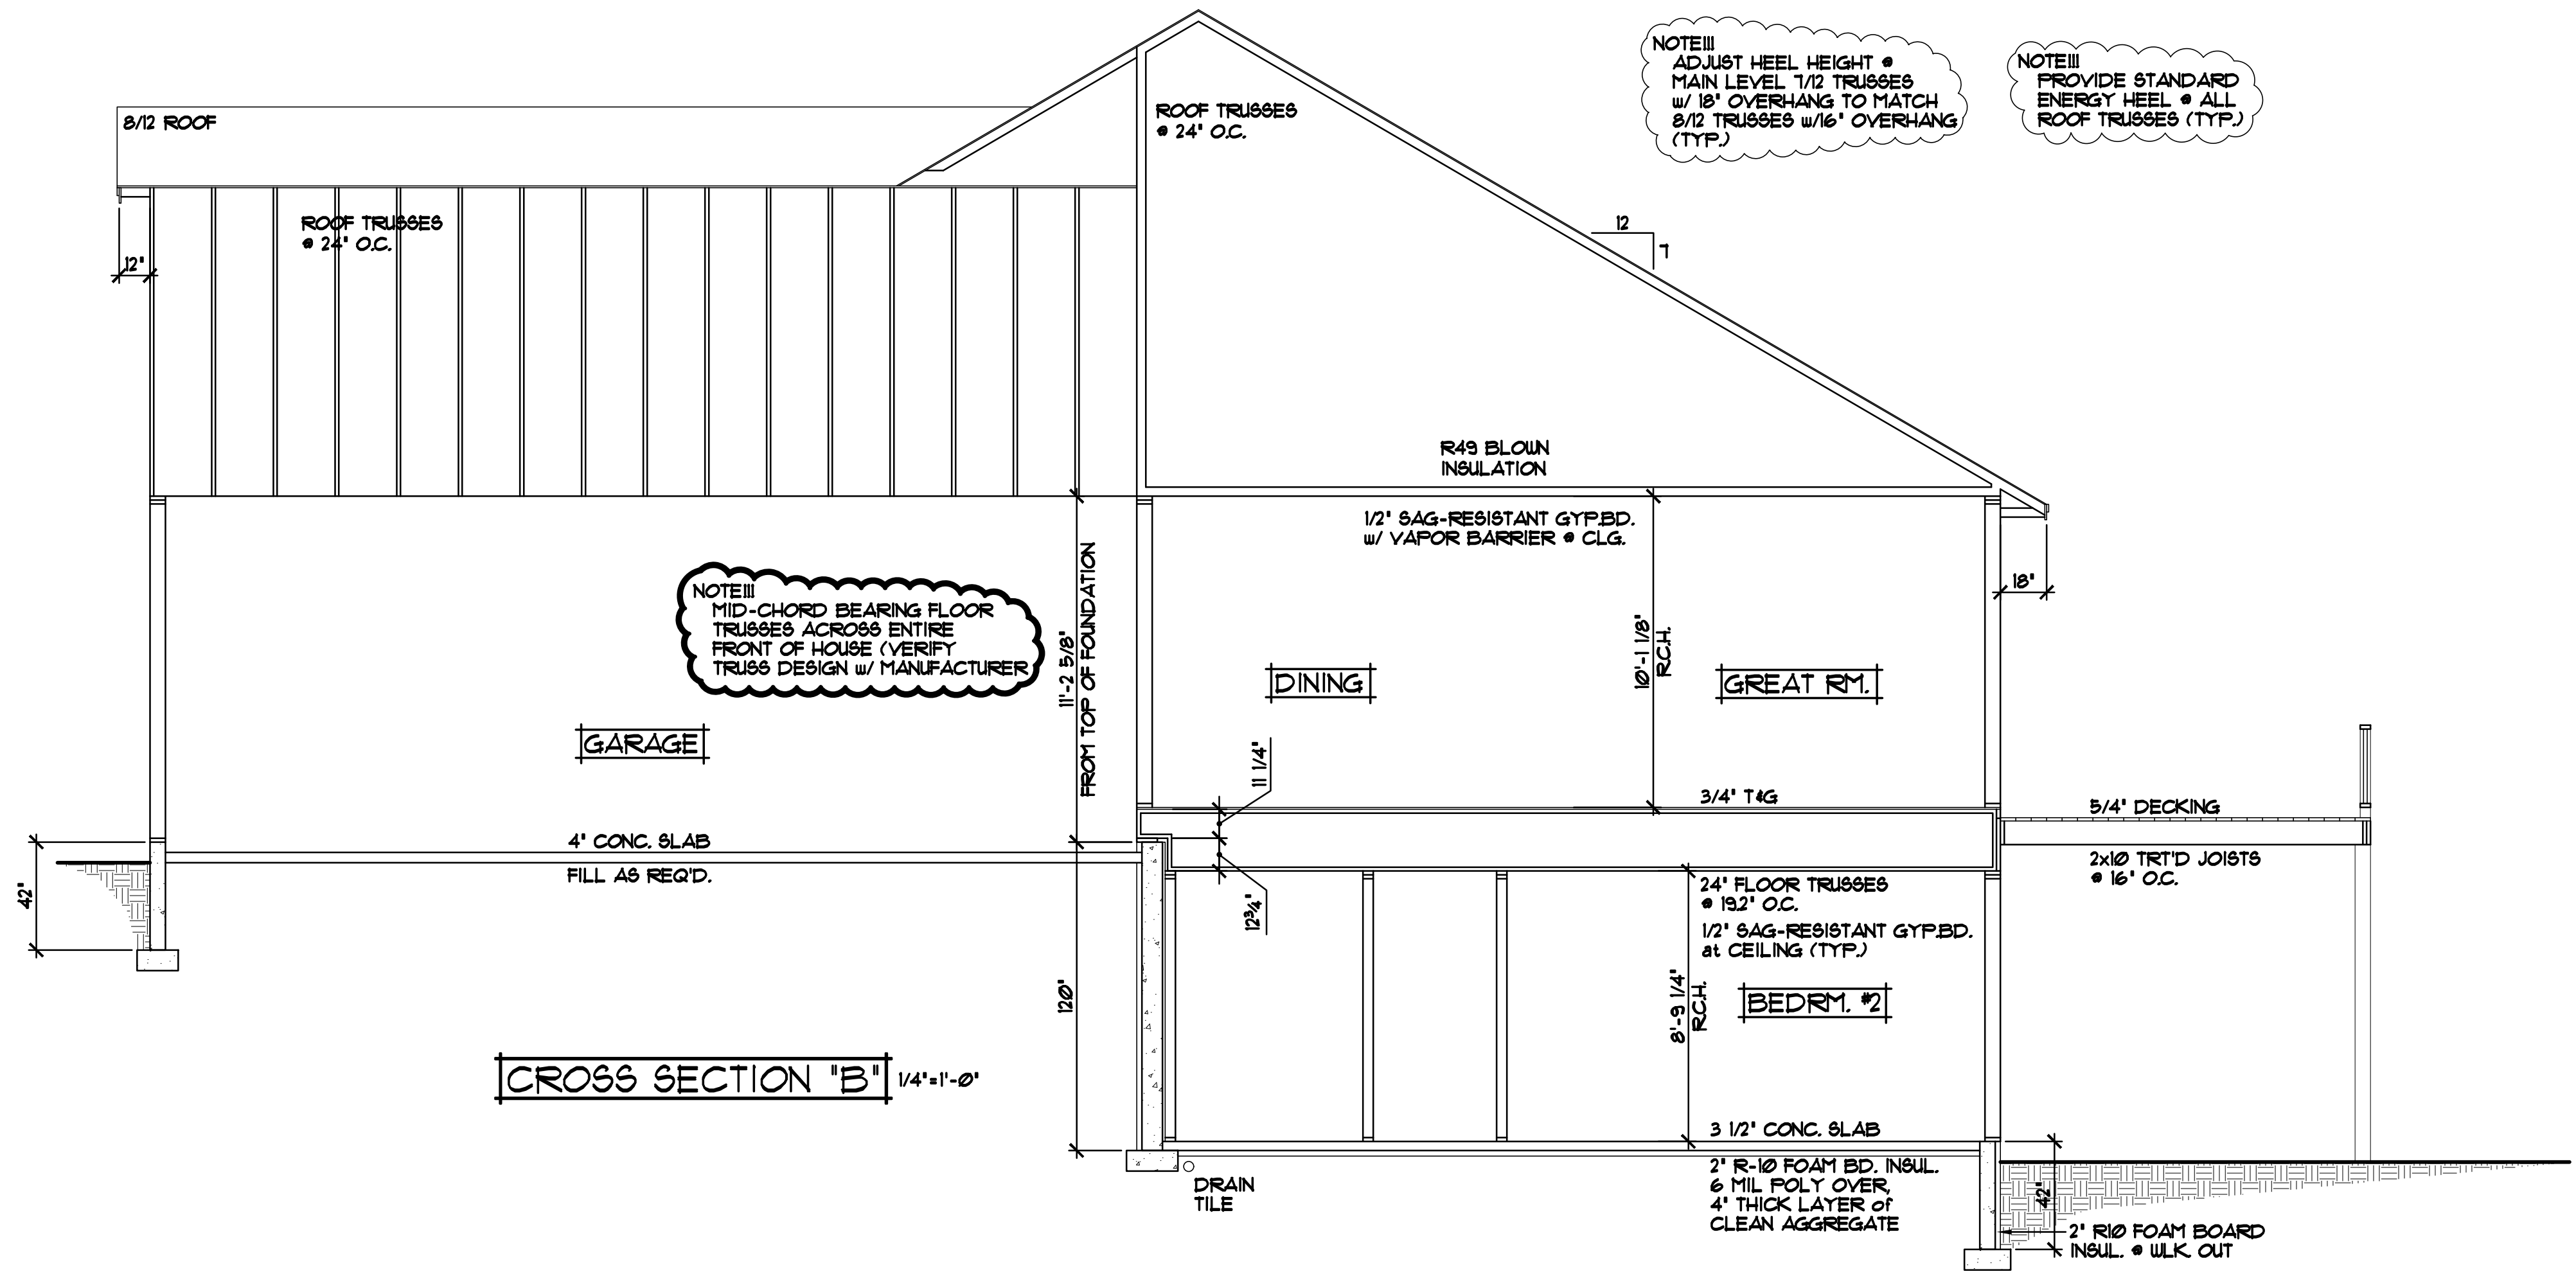 NOTE!!!
ADJUST HEEL HEIGHT @
MAIN LEVEL 7/12 TRUSSES
w/ 18" OVERHANG TO MATCH
8/12 TRUSSES w/16" OVERHANG
(TYP.)
NOTE!!!
PROVIDE STANDARD
ENERGY HEEL @ ALL
ROOF TRUSSES (TYP.)
8/12 ROOF
ROOF TRUSSES
@ 24" O.C.
ROOF TRUSSES
@ 24" O.C.
12"
12
7
R49 BLOWN
INSULATION
1/2" SAG-RESISTANT GYP.BD.
w/ VAPOR BARRIER @ CLG.
18"
NOTE!!!
MID-CHORD BEARING FLOOR
TRUSSES ACROSS ENTIRE
FRONT OF HOUSE (VERIFY
TRUSS DESIGN w/ MANUFACTURER
11'-2 5/8"
FROM TOP OF FOUNDATION
10'-1 1/8"
R.C.H.
DINING
GREAT RM.
GARAGE
11 1/4"
3/4" T&G
5/4" DECKING
4" CONC. SLAB
FILL AS REQ'D.
42"
2x10 TRT'D JOISTS
@ 16" O.C.
12¾"
24" FLOOR TRUSSES
@ 19.2" O.C.
1/2" SAG-RESISTANT GYP.BD.
at CEILING (TYP.)
120"
8'-9 1/4"
R.C.H.
BEDRM. #2
CROSS SECTION "B"
1/4"=1'-0"
3 1/2" CONC. SLAB
2" R-10 FOAM BD. INSUL.
6 MIL POLY OVER,
4" THICK LAYER of
CLEAN AGGREGATE
DRAIN
TILE
42"
2" R10 FOAM BOARD
INSUL. @ WLK. OUT